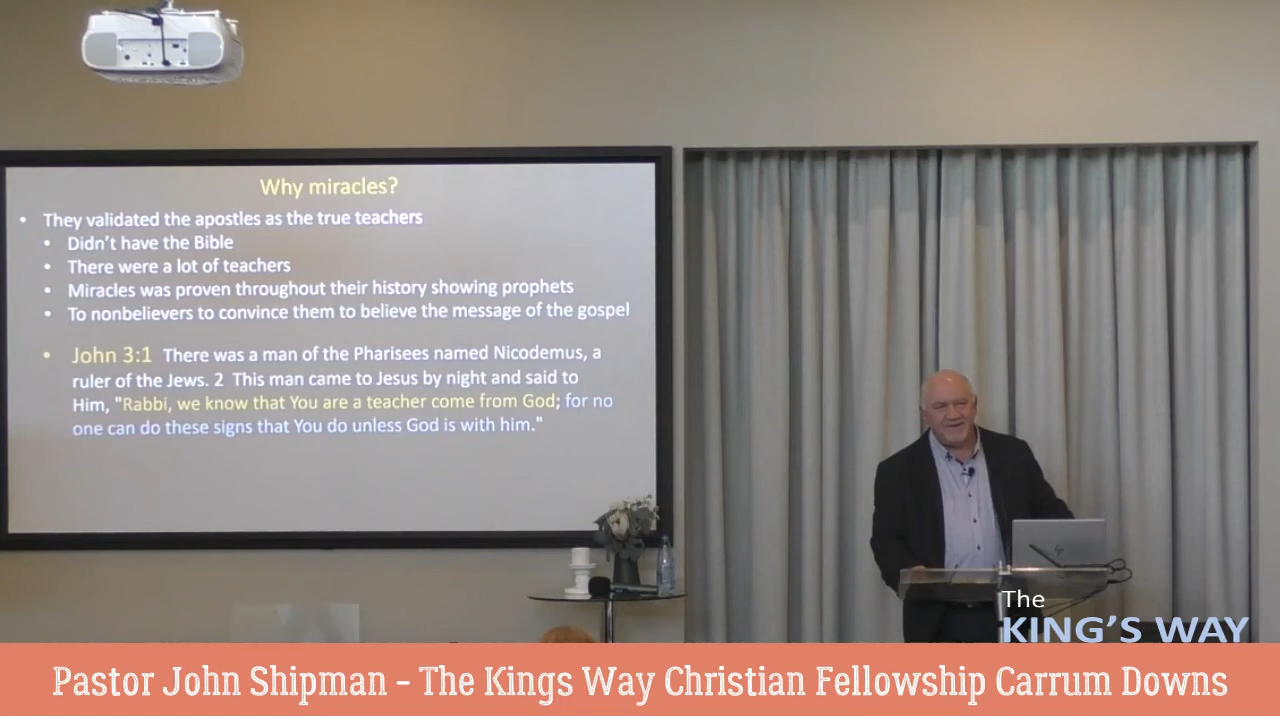 Why miracles?
• They validated the apostles as the true teachers
• Didn't have the Bible
• There were a lot of teachers
• Miracles was proven throughout their history showing prophets
• To nonbelievers to convince them to believe the message of the gospel
• John 3:1 There was a man of the Pharisees named Nicodemus, a
ruler of the Jews. 2 This man came to Jesus by night and said to
Him, "Rabbi, we know that You are a teacher come from God; for no
one can do these signs that You do unless God is with him."
hp
The
KING'S WAY
Pastor John Shipman - The Kings Way Christian Fellowship Carrum Downs